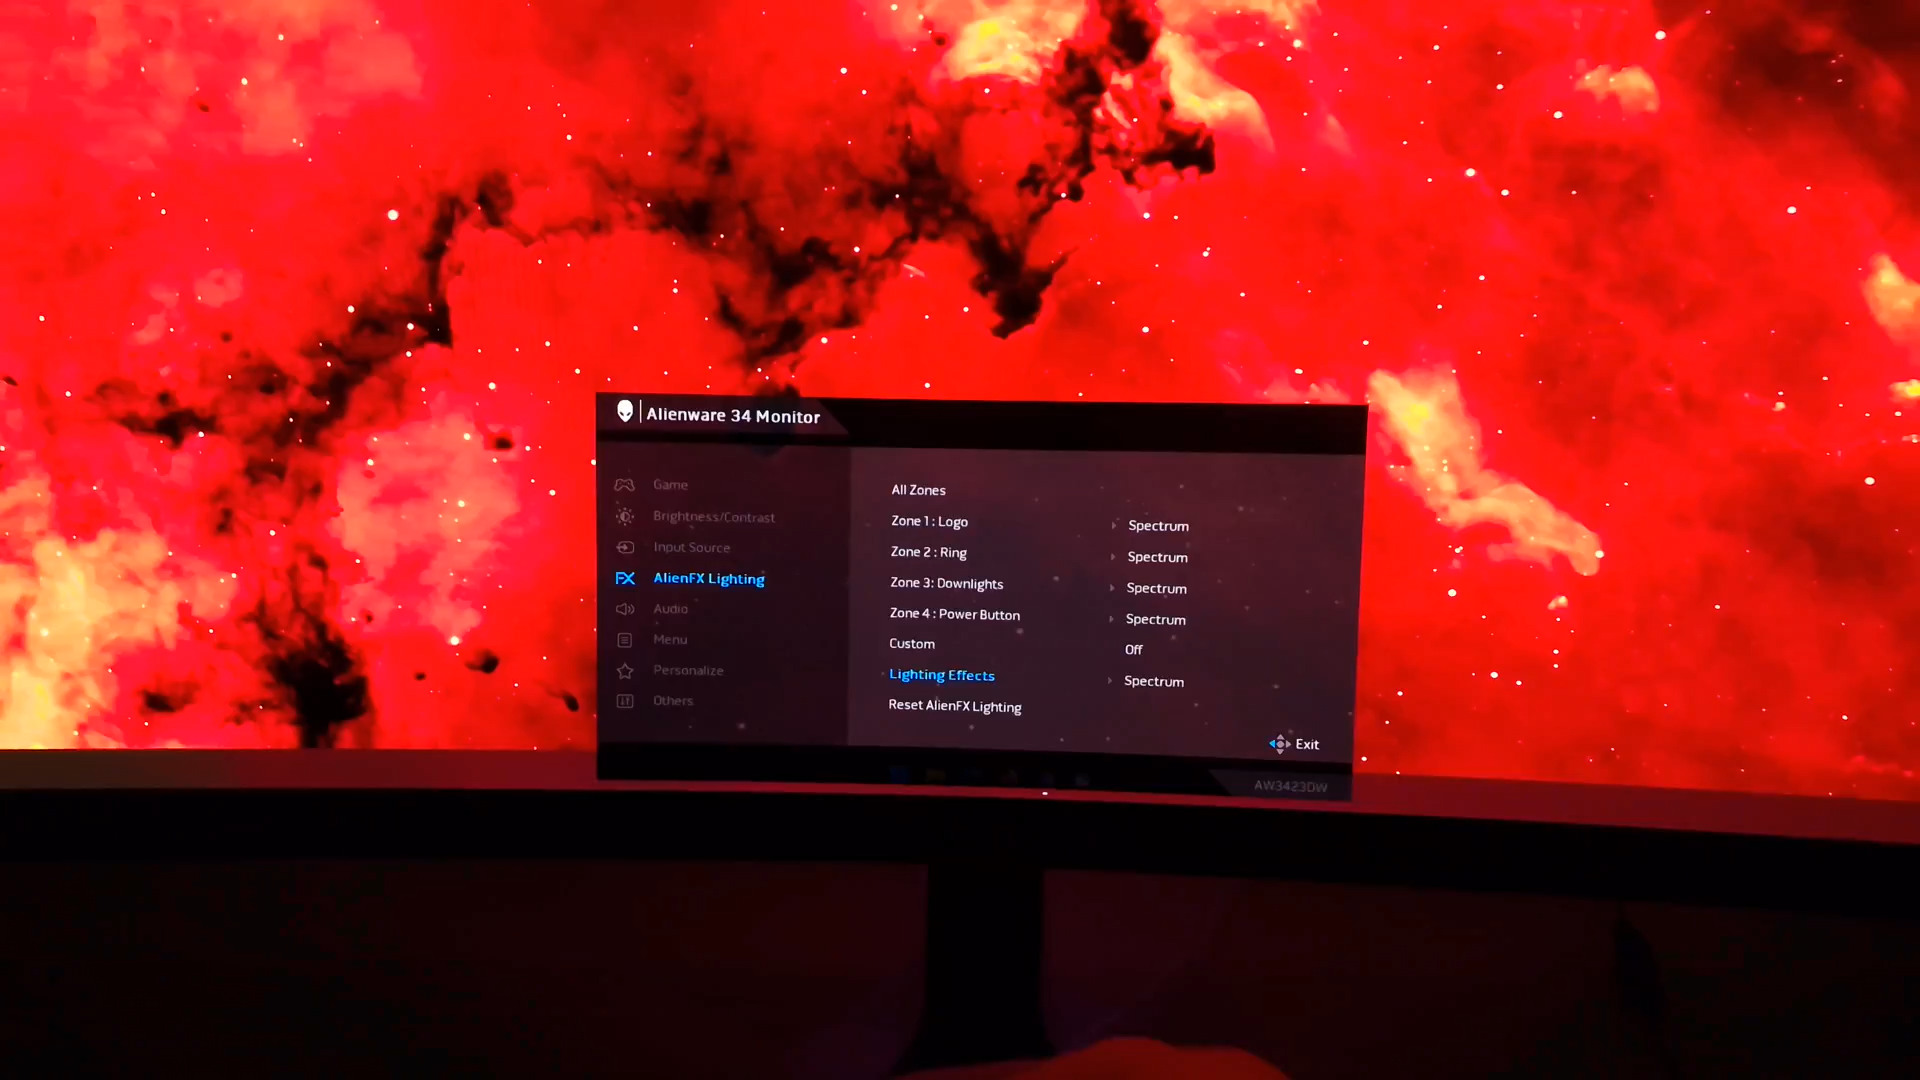 Alienware 34 Monitor
Game
Brightness/Contrast
Input Source
FX AlienFX Lighting
Audio
Menu
Personalize
Others
All Zones
Zone 1 : Logo Spectrum
Zone 2 : Ring Spectrum
Zone 3: Downlights Spectrum
Zone 4 : Power Button Spectrum
Custom Off
Lighting Effects Spectrum
Reset AlienFX Lighting
Exit
AW3423DW